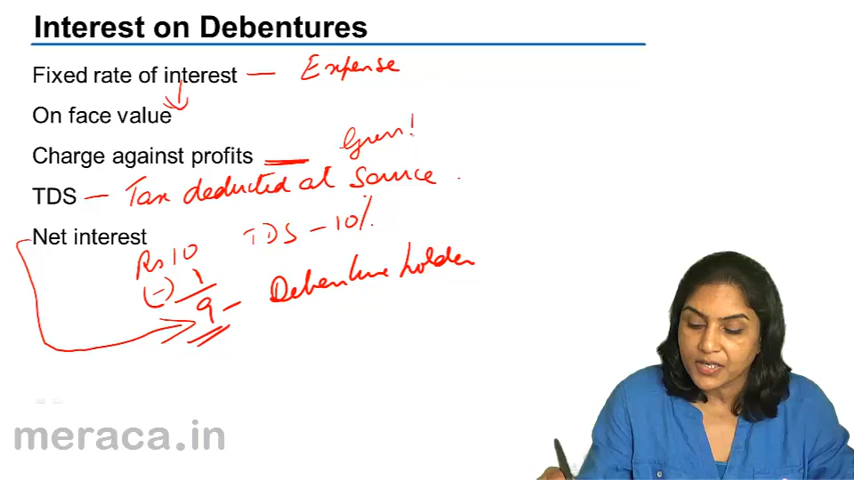 Interest on Debentures
Fixed rate of interest — Expense
On face value
Charge against profits — Given!
TDS — Tax deducted at source.
Net interest
TDS – 10%
Rs 10
(-) 1
9 – Debenture holder
meraca.in